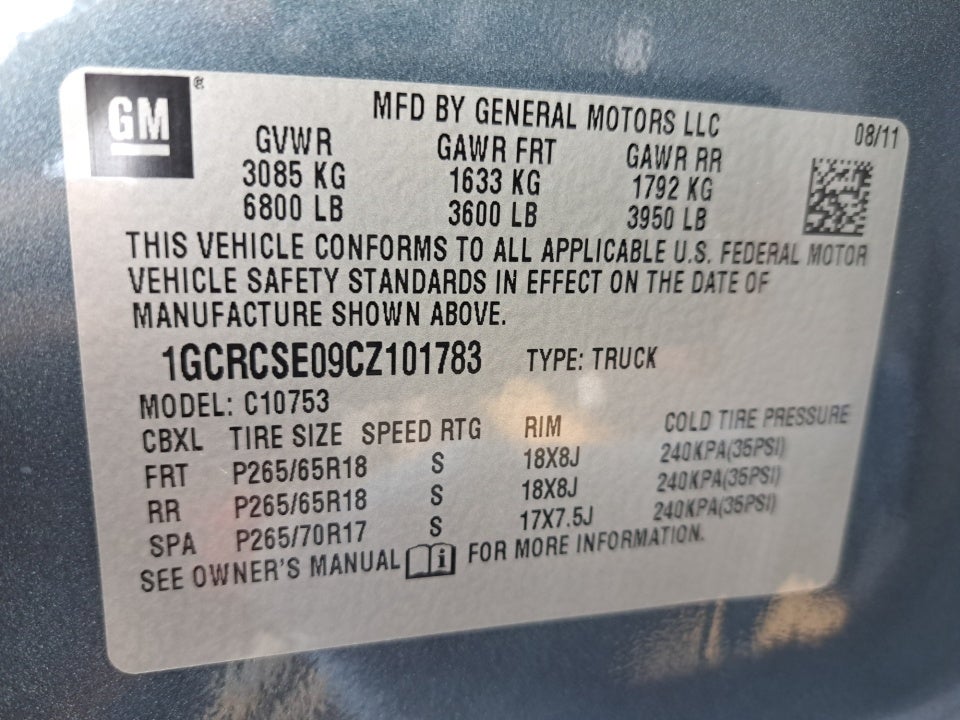 GM ®
MFD BY GENERAL MOTORS LLC 08/11
GVWR GAWR FRT GAWR RR
3085 KG 1633 KG 1792 KG
6800 LB 3600 LB 3950 LB
THIS VEHICLE CONFORMS TO ALL APPLICABLE U.S. FEDERAL MOTOR
VEHICLE SAFETY STANDARDS IN EFFECT ON THE DATE OF
MANUFACTURE SHOWN ABOVE.
1GCRCSE09CZ101783 TYPE: TRUCK
MODEL: C10753
CBXL TIRE SIZE SPEED RTG RIM COLD TIRE PRESSURE
FRT P265/65R18 S 18X8J 240KPA(35PSI)
RR P265/65R18 S 18X8J 240KPA(35PSI)
SPA P265/70R17 S 17X7.5J 240KPA(35PSI)
SEE OWNER'S MANUAL i FOR MORE INFORMATION.